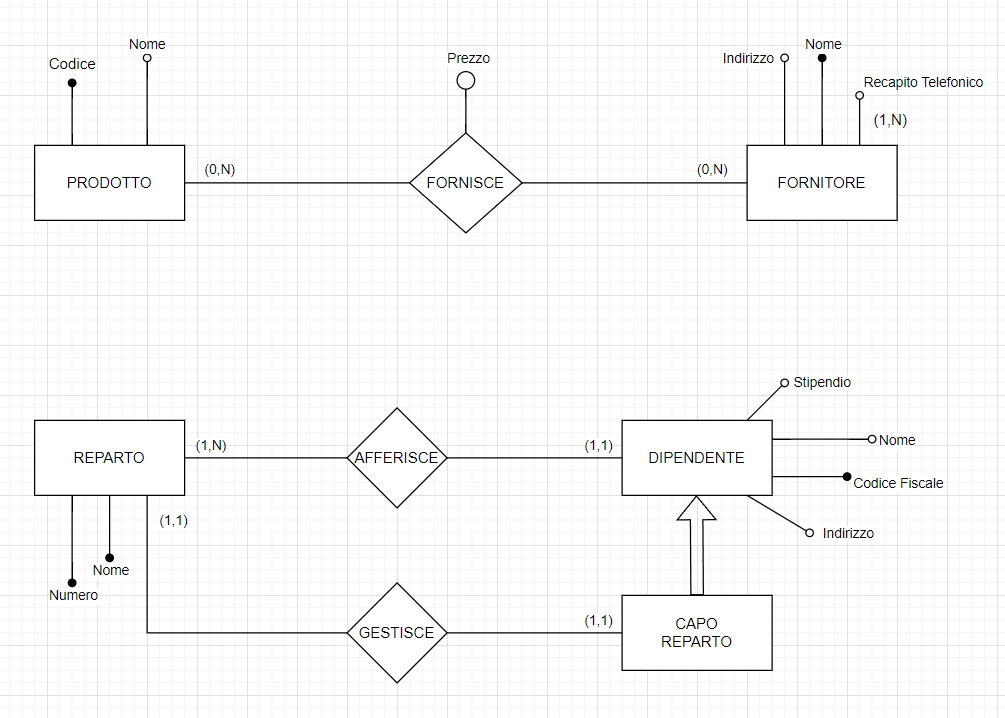 Nome
Codice
Prezzo
Nome
Indirizzo
Recapito Telefonico
(1,N)
(0,N)
(0,N)
PRODOTTO
FORNISCE
FORNITORE
Stipendio
Nome
(1,N)
(1,1)
REPARTO
AFFERISCE
DIPENDENTE
Codice Fiscale
(1,1)
Indirizzo
Nome
Numero
(1,1)
GESTISCE
CAPO
REPARTO